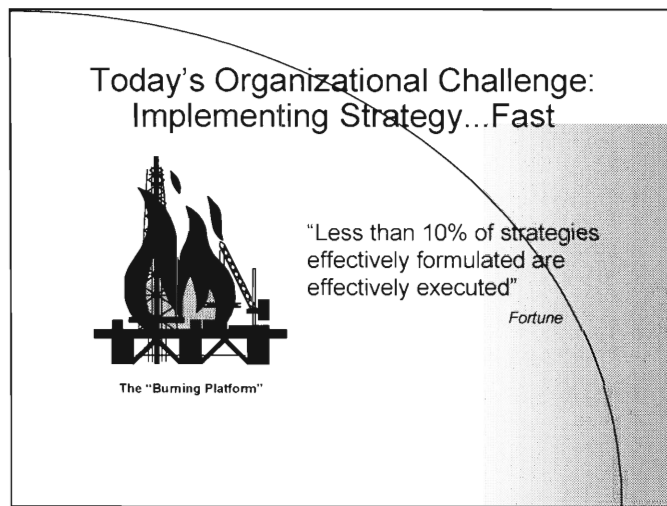 Today's Organizational Challenge:
Implementing Strategy...Fast
"Less than 10% of strategies
effectively formulated are
effectively executed"
Fortune
The "Burning Platform"